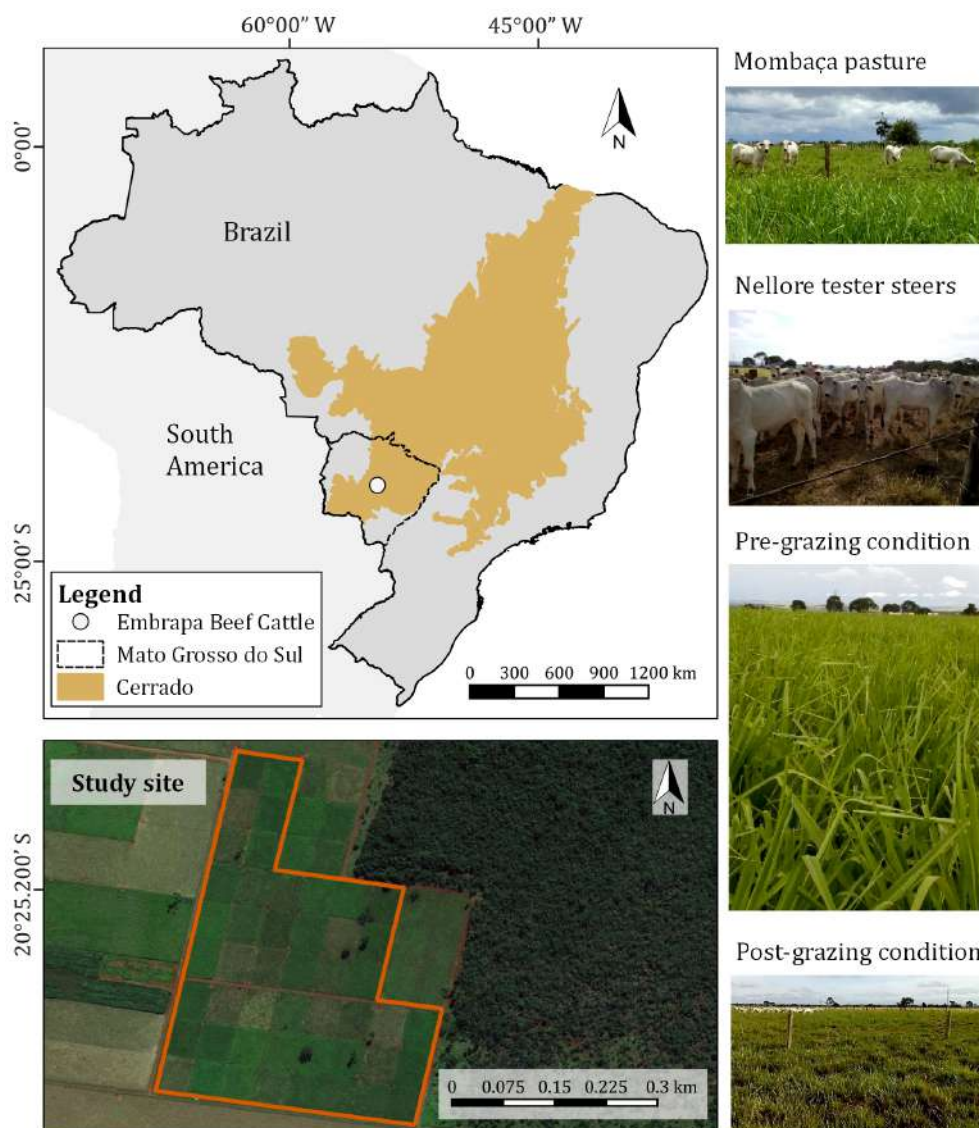 60°00″ W
45°00″ W
0°00′
25°00′ S
N
Brazil
South
America
Legend
Embrapa Beef Cattle
Mato Grosso do Sul
Cerrado
0 300 600 900 1200 km
Study site
N
20°25.200′ S
0 0.075 0.15 0.225 0.3 km
Mombaça pasture
Nellore tester steers
Pre-grazing condition
Post-grazing condition